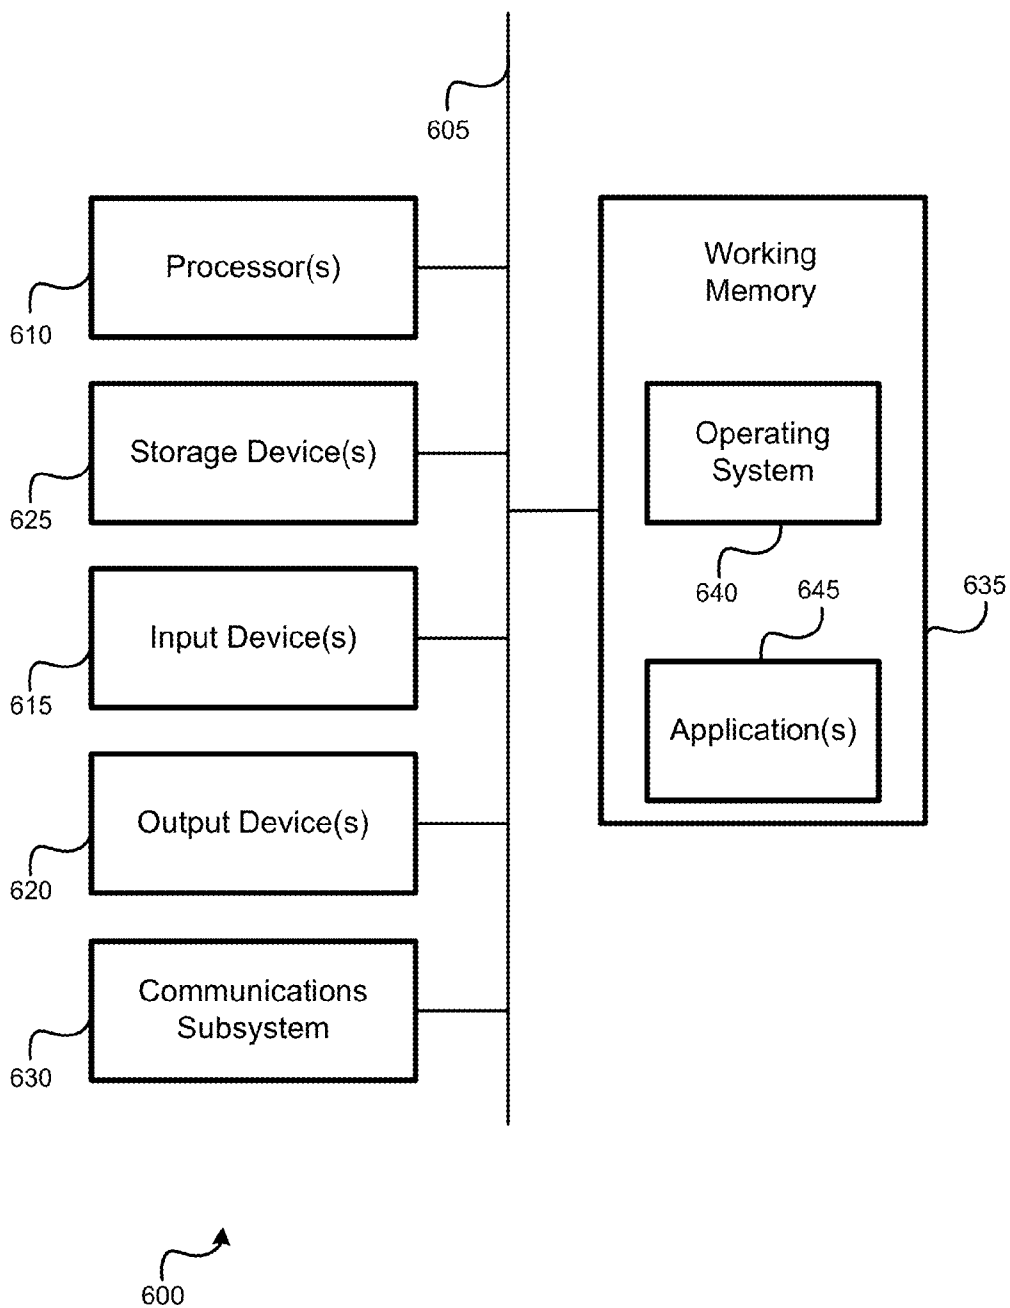 605
Processor(s)
610
Storage Device(s)
625
Input Device(s)
615
Output Device(s)
620
Communications
Subsystem
630
Working
Memory
Operating
System
640
645
635
Application(s)
600